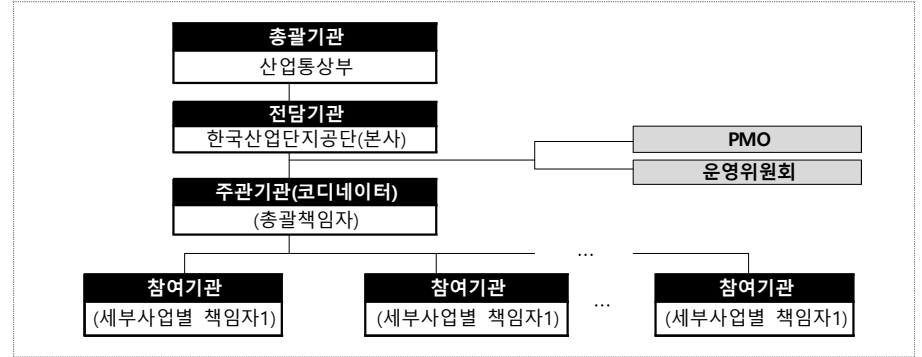 총괄기관
산업통상부
전담기관
한국산업단지공단(본사)
PMO
운영위원회
주관기관(코디네이터)
(총괄책임자)
…
참여기관
(세부사업별 책임자1)
참여기관
(세부사업별 책임자1)
…
참여기관
(세부사업별 책임자1)